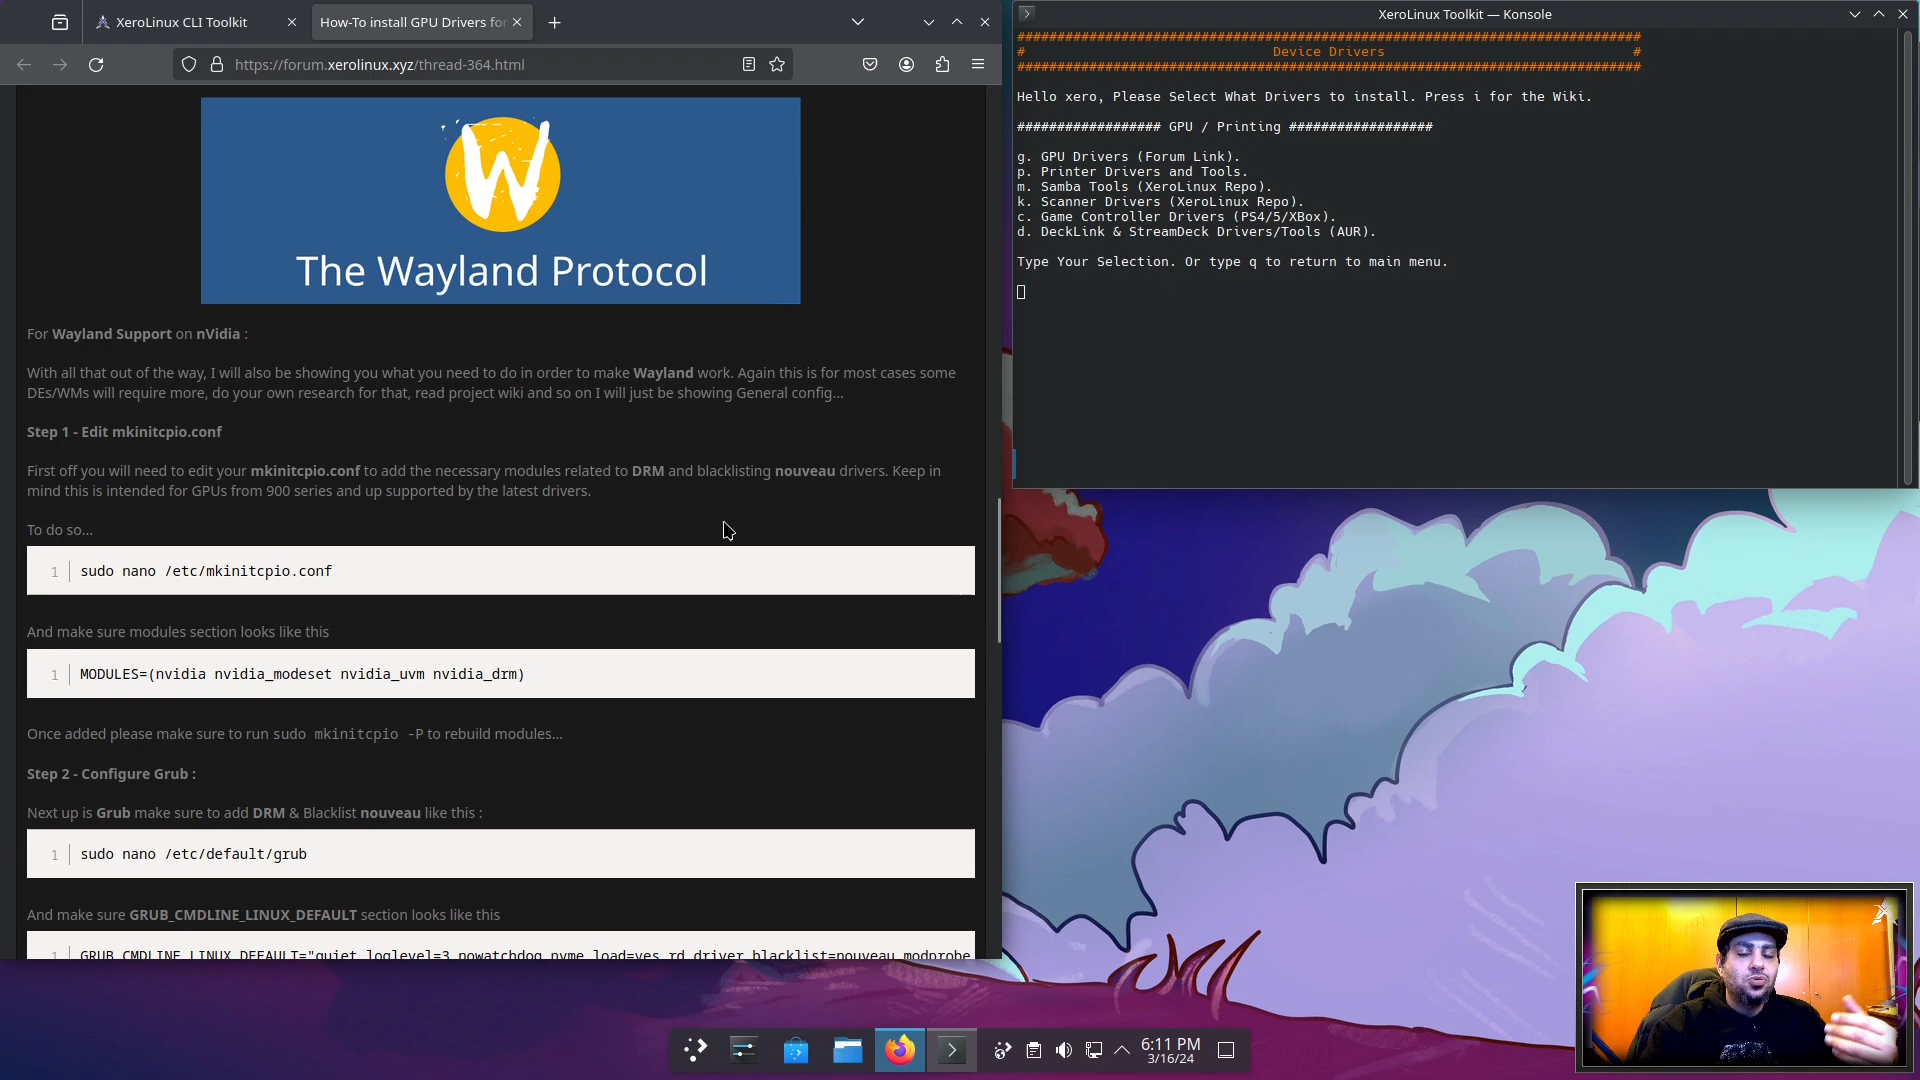 XeroLinux CLI Toolkit
How-To install GPU Drivers for
https://forum.xerolinux.xyz/thread-364.html
W
The Wayland Protocol
For Wayland Support on nVidia :
With all that out of the way, I will also be showing you what you need to do in order to make Wayland work. Again this is for most cases some
DEs/WMs will require more, do your own research for that, read project wiki and so on I will just be showing General config...
Step 1 - Edit mkinitcpio.conf
First off you will need to edit your mkinitcpio.conf to add the necessary modules related to DRM and blacklisting nouveau drivers. Keep in
mind this is intended for GPUs from 900 series and up supported by the latest drivers.
To do so...
1 sudo nano /etc/mkinitcpio.conf
And make sure modules section looks like this
1 MODULES=(nvidia nvidia_modeset nvidia_uvm nvidia_drm)
Once added please make sure to run sudo mkinitcpio -P to rebuild modules...
Step 2 - Configure Grub :
Next up is Grub make sure to add DRM & Blacklist nouveau like this :
1 sudo nano /etc/default/grub
And make sure GRUB_CMDLINE_LINUX_DEFAULT section looks like this
1 GRUB_CMDLINE_LINUX_DEFAULT="quiet loglevel=3 nowatchdog nvme_load=yes rd.driver.blacklist=nouveau modprobe
XeroLinux Toolkit — Konsole
##############################################################################
# Device Drivers #
##############################################################################
Hello xero, Please Select What Drivers to install. Press i for the Wiki.
################## GPU / Printing ##################
g. GPU Drivers (Forum Link).
p. Printer Drivers and Tools.
m. Samba Tools (XeroLinux Repo).
k. Scanner Drivers (XeroLinux Repo).
c. Game Controller Drivers (PS4/5/XBox).
d. DeckLink & StreamDeck Drivers/Tools (AUR).
Type Your Selection. Or type q to return to main menu.
6:11 PM
3/16/24